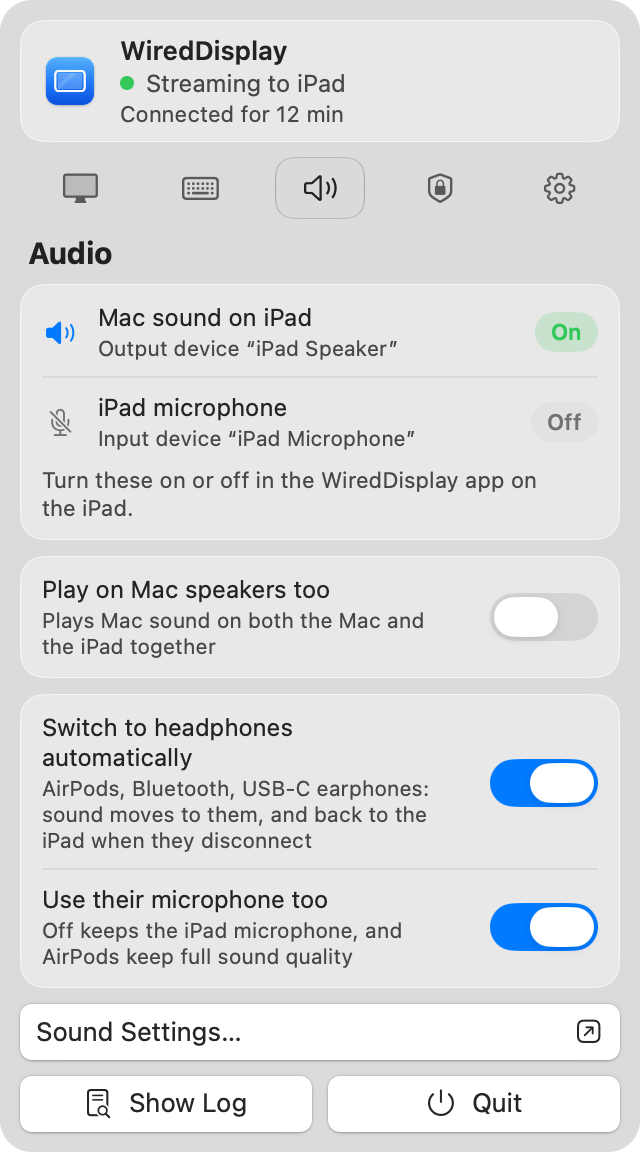 WiredDisplay
Streaming to iPad
Connected for 12 min
Audio
Mac sound on iPad
Output device “iPad Speaker”
On
iPad microphone
Input device “iPad Microphone”
Off
Turn these on or off in the WiredDisplay app on
the iPad.
Play on Mac speakers too
Plays Mac sound on both the Mac and
the iPad together
Switch to headphones
automatically
AirPods, Bluetooth, USB-C earphones:
sound moves to them, and back to the
iPad when they disconnect
Use their microphone too
Off keeps the iPad microphone, and
AirPods keep full sound quality
Sound Settings...
Show Log
Quit